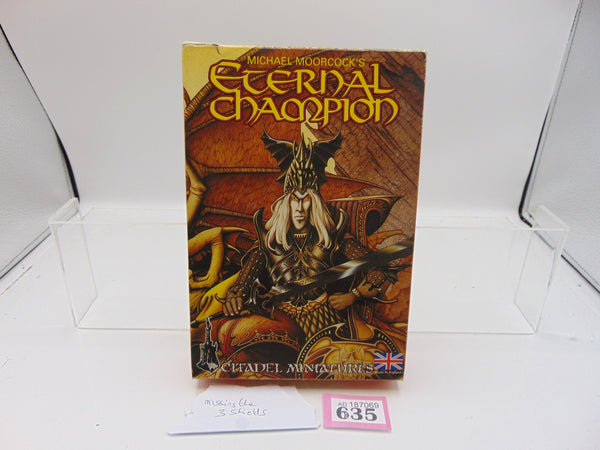 MICHAEL MOORCOCK'S
ETERNAL
CHAMPION
CITADEL MINIATURES
missing the
3 shields
AD 187069
635